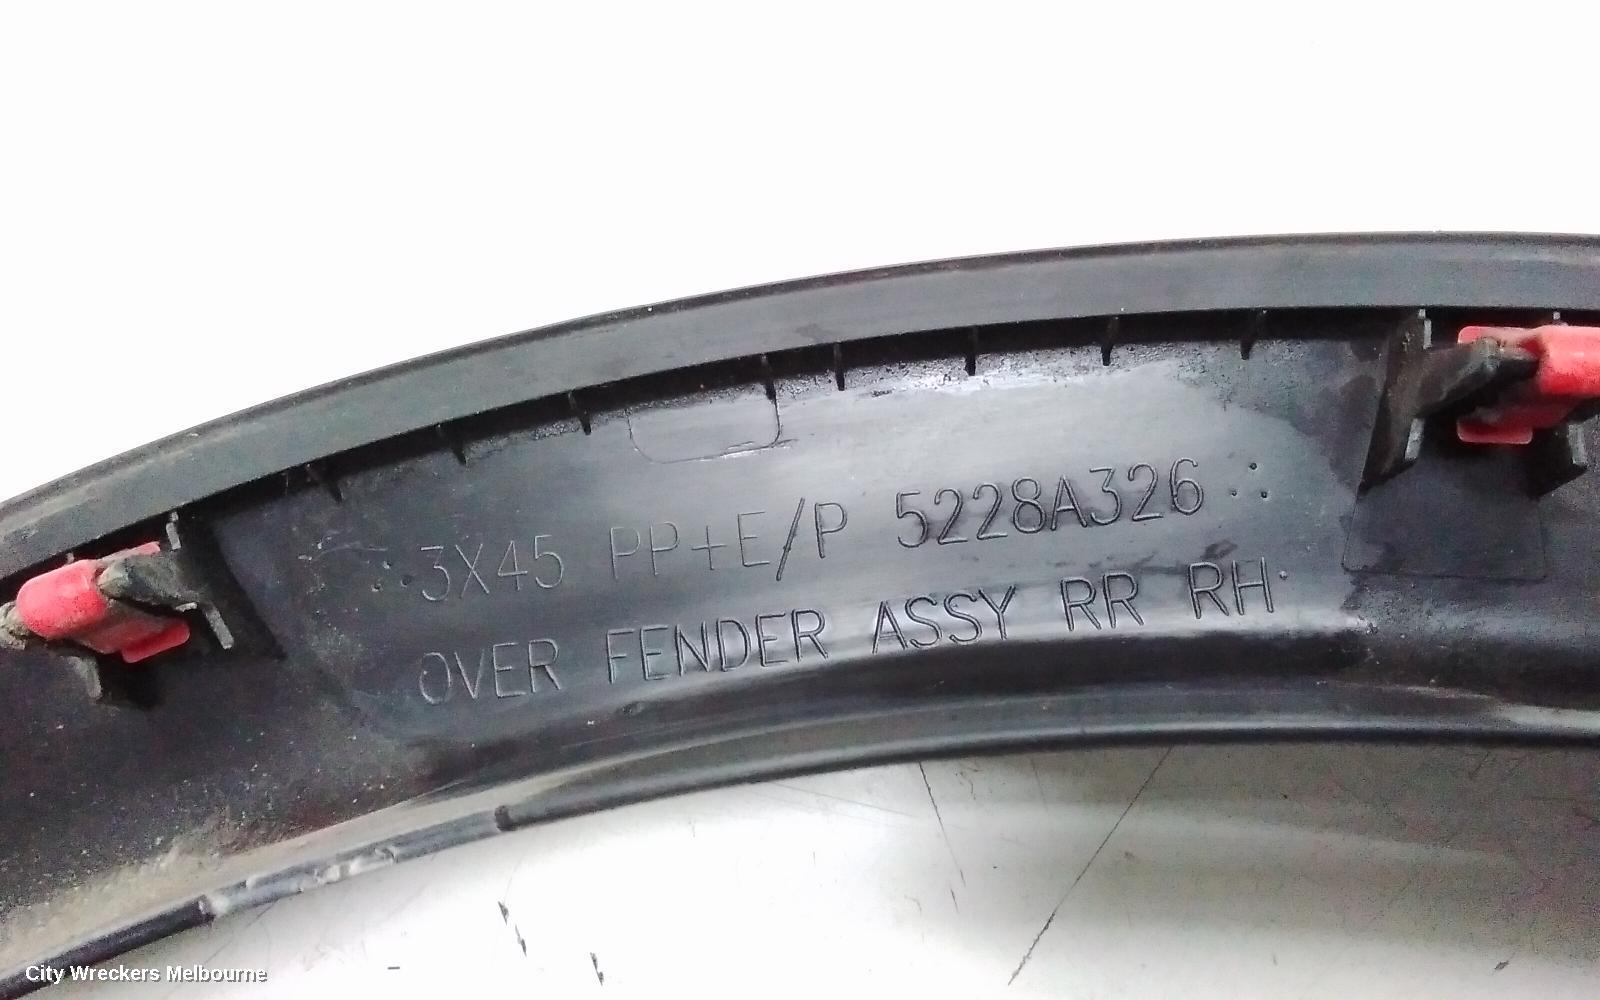 3X45 PP+E/P 5228A326
OVER FENDER ASSY RR RH
City Wreckers Melbourne